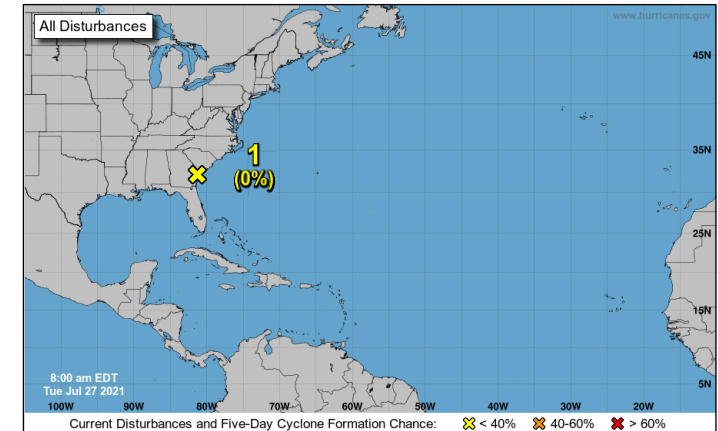 All Disturbances
www.hurricanes.gov
45N
35N
1
(0%)
25N
15N
5N
8:00 am EDT
Tue Jul 27 2021
100W 90W 80W 70W 60W 50W 40W 30W 20W
Current Disturbances and Five-Day Cyclone Formation Chance: < 40% 40-60% > 60%